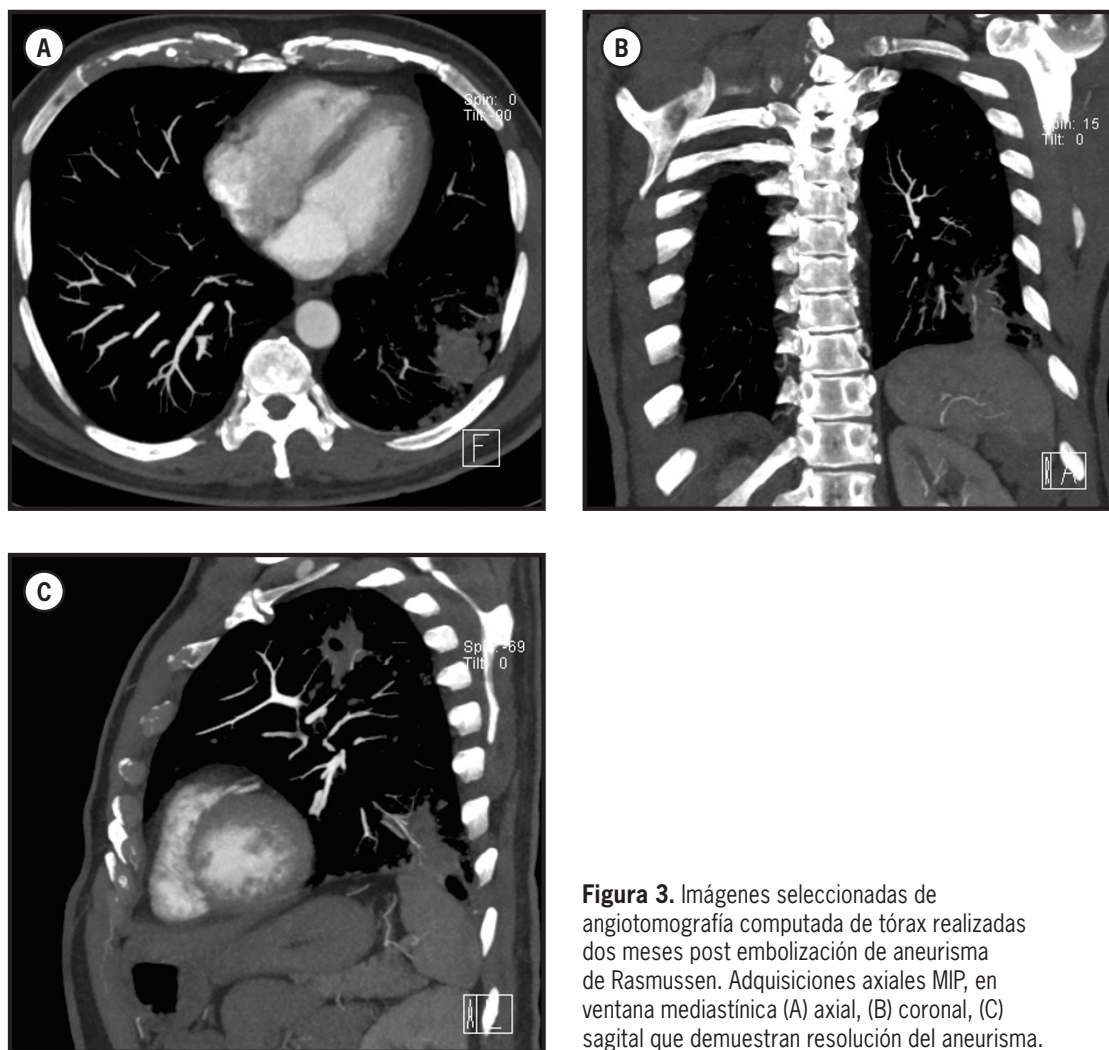 A
Spin: 0
Tilt: -90
F
B
Spin: 15
Tilt: 0
A
C
Spin: -69
Tilt: 0
Figura 3. Imágenes seleccionadas de
angiotomografía computada de tórax realizadas
dos meses post embolización de aneurisma
de Rasmussen. Adquisiciones axiales MIP, en
ventana mediastínica (A) axial, (B) coronal, (C)
sagital que demuestran resolución del aneurisma.